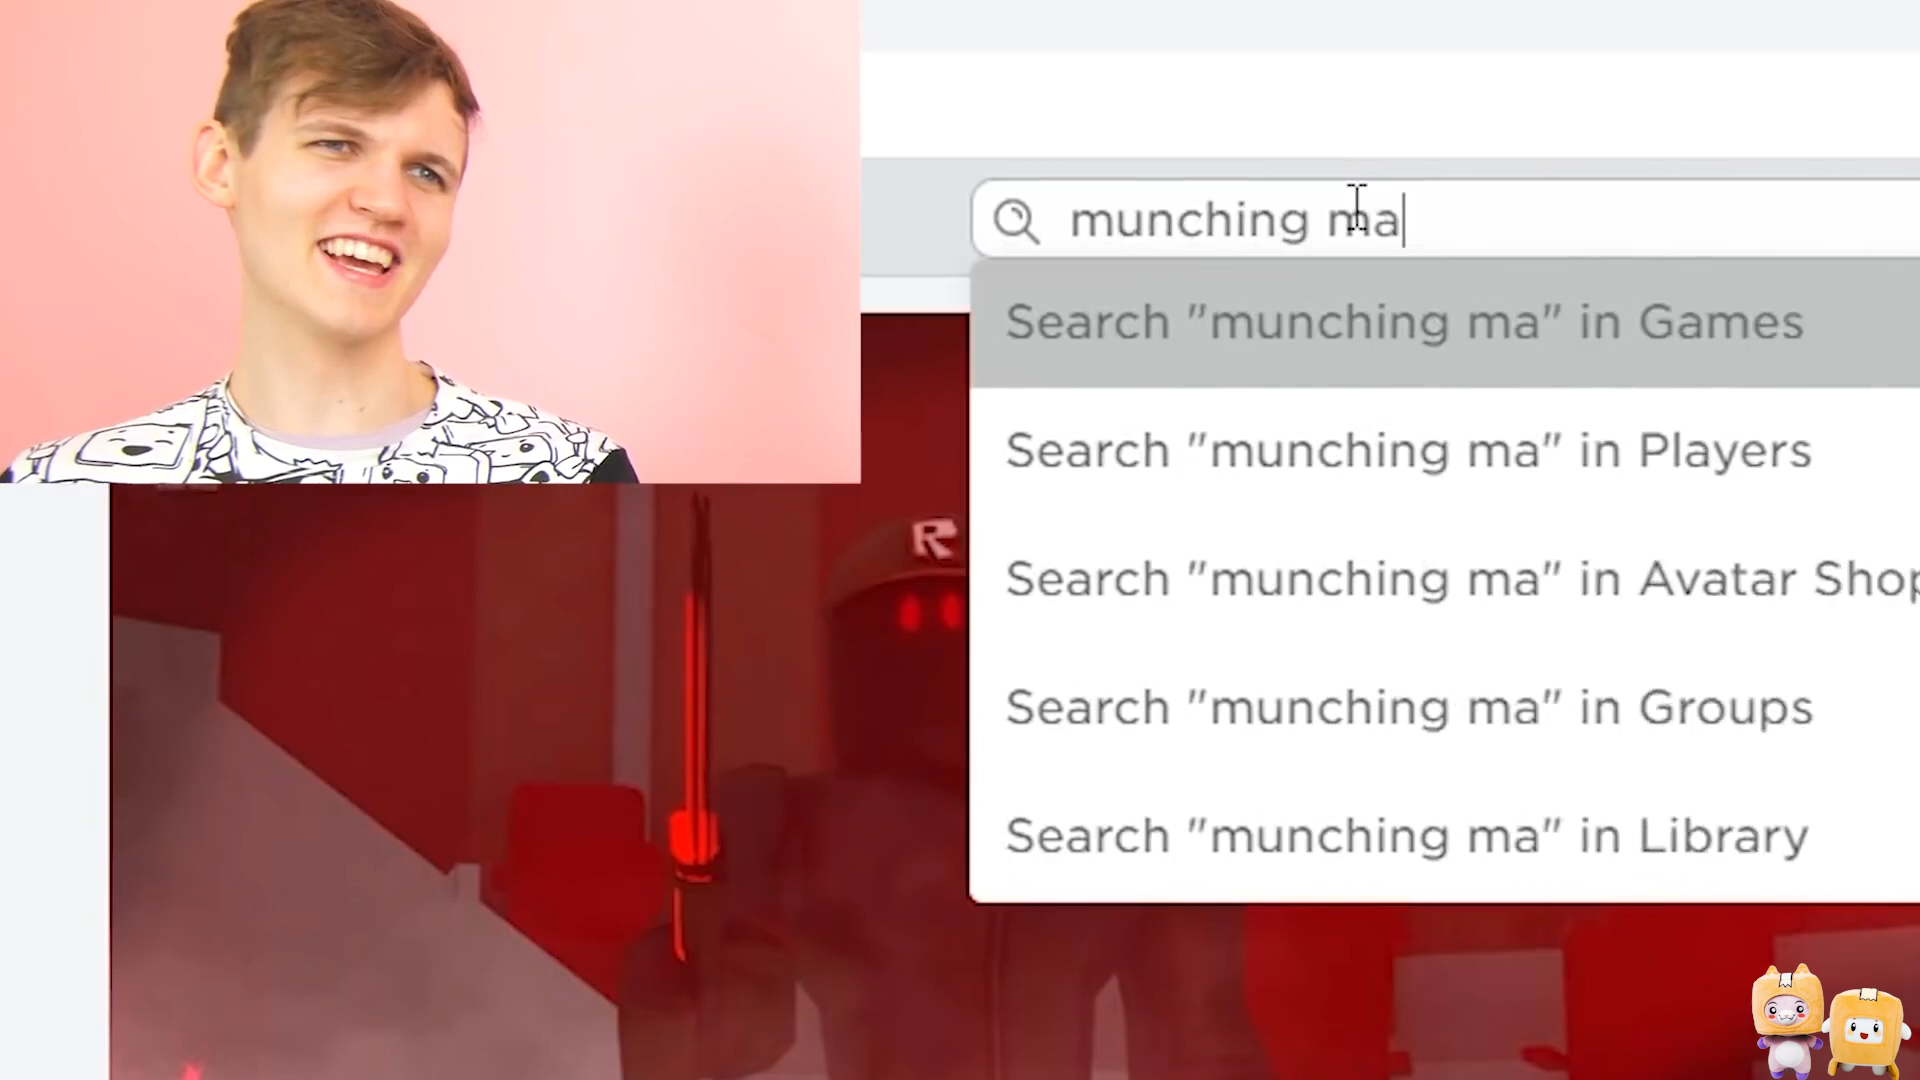 munching ma
Search "munching ma" in Games
Search "munching ma" in Players
Search "munching ma" in Avatar Shop
Search "munching ma" in Groups
Search "munching ma" in Library
R